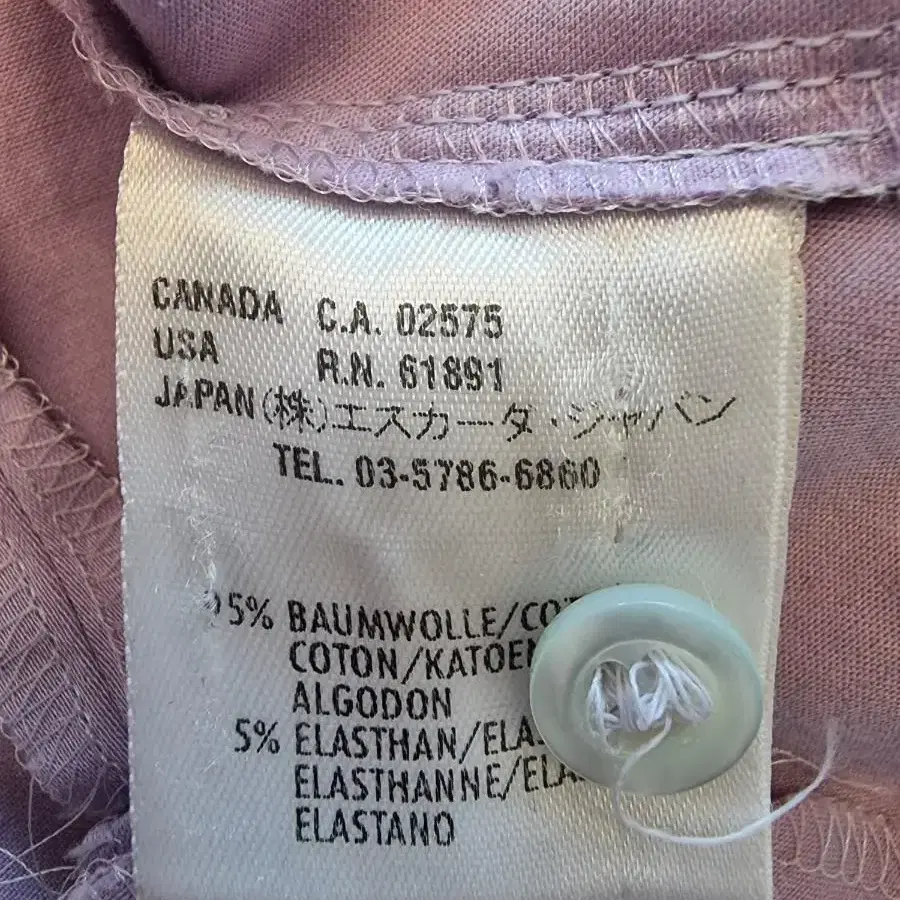 CANADA C.A. 02575
USA R.N. 61891
JAPAN(株)エスカーダ・ジャパン
TEL. 03-5786-6860
5% BAUMWOLLE/
COTON/
ALGODON
5% ELASTHAN/
ELASTHANNE/
ELASTANO